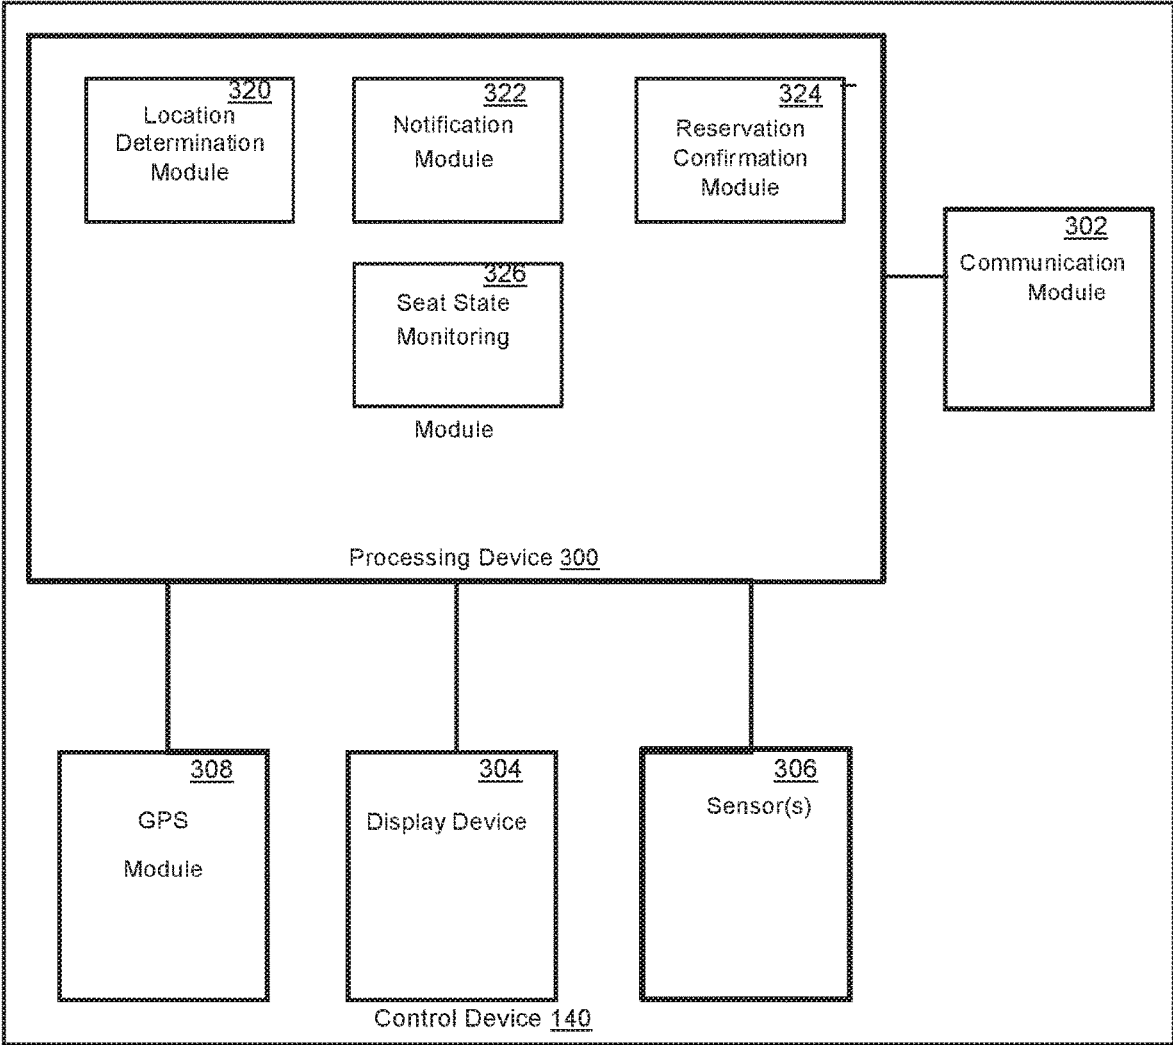 320
Location
Determination
Module
322
Notification
Module
324
Reservation
Confirmation
Module
302
Communication
Module
326
Seat State
Monitoring
Module
Processing Device 300
308
GPS
Module
304
Display Device
306
Sensor(s)
Control Device 140